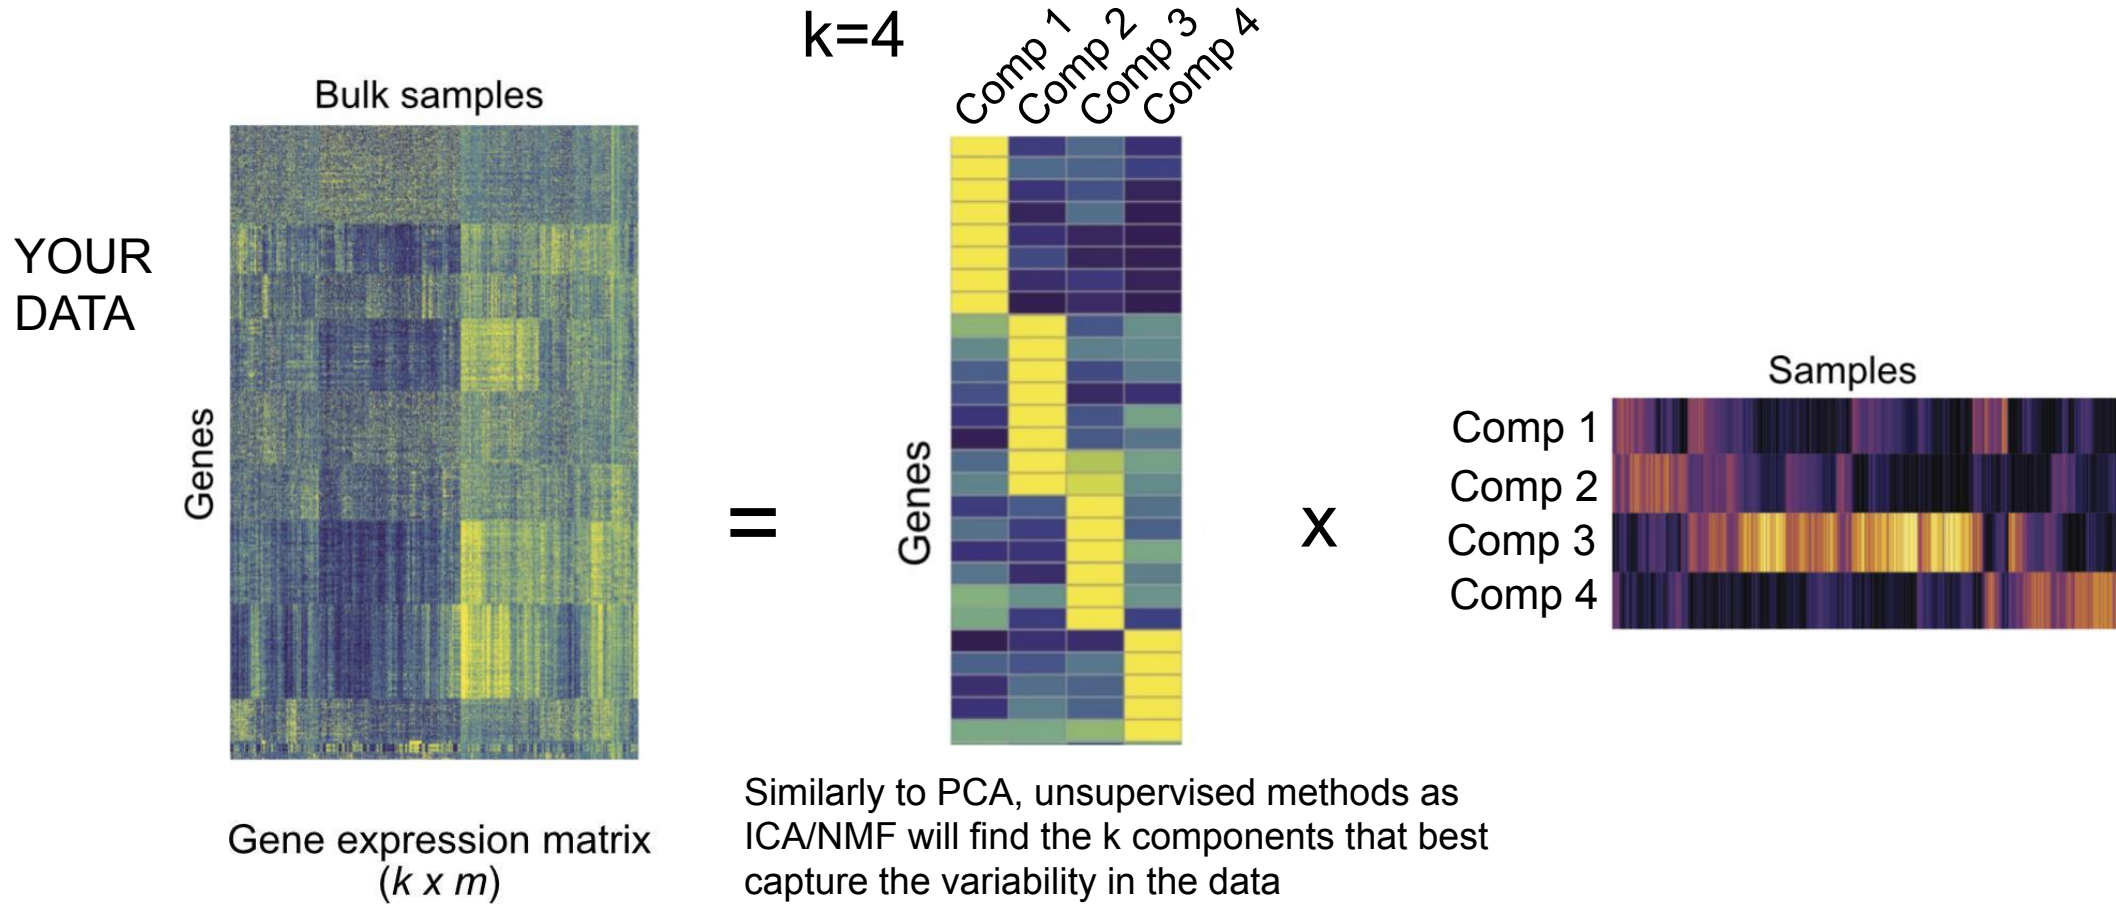 k=4
Comp 1
Comp 2
Comp 3
Comp 4
Bulk samples
YOUR
DATA
Genes
Gene expression matrix
(k x m)
=
Genes
x
Samples
Comp 1
Comp 2
Comp 3
Comp 4
Similarly to PCA, unsupervised methods as
ICA/NMF will find the k components that best
capture the variability in the data